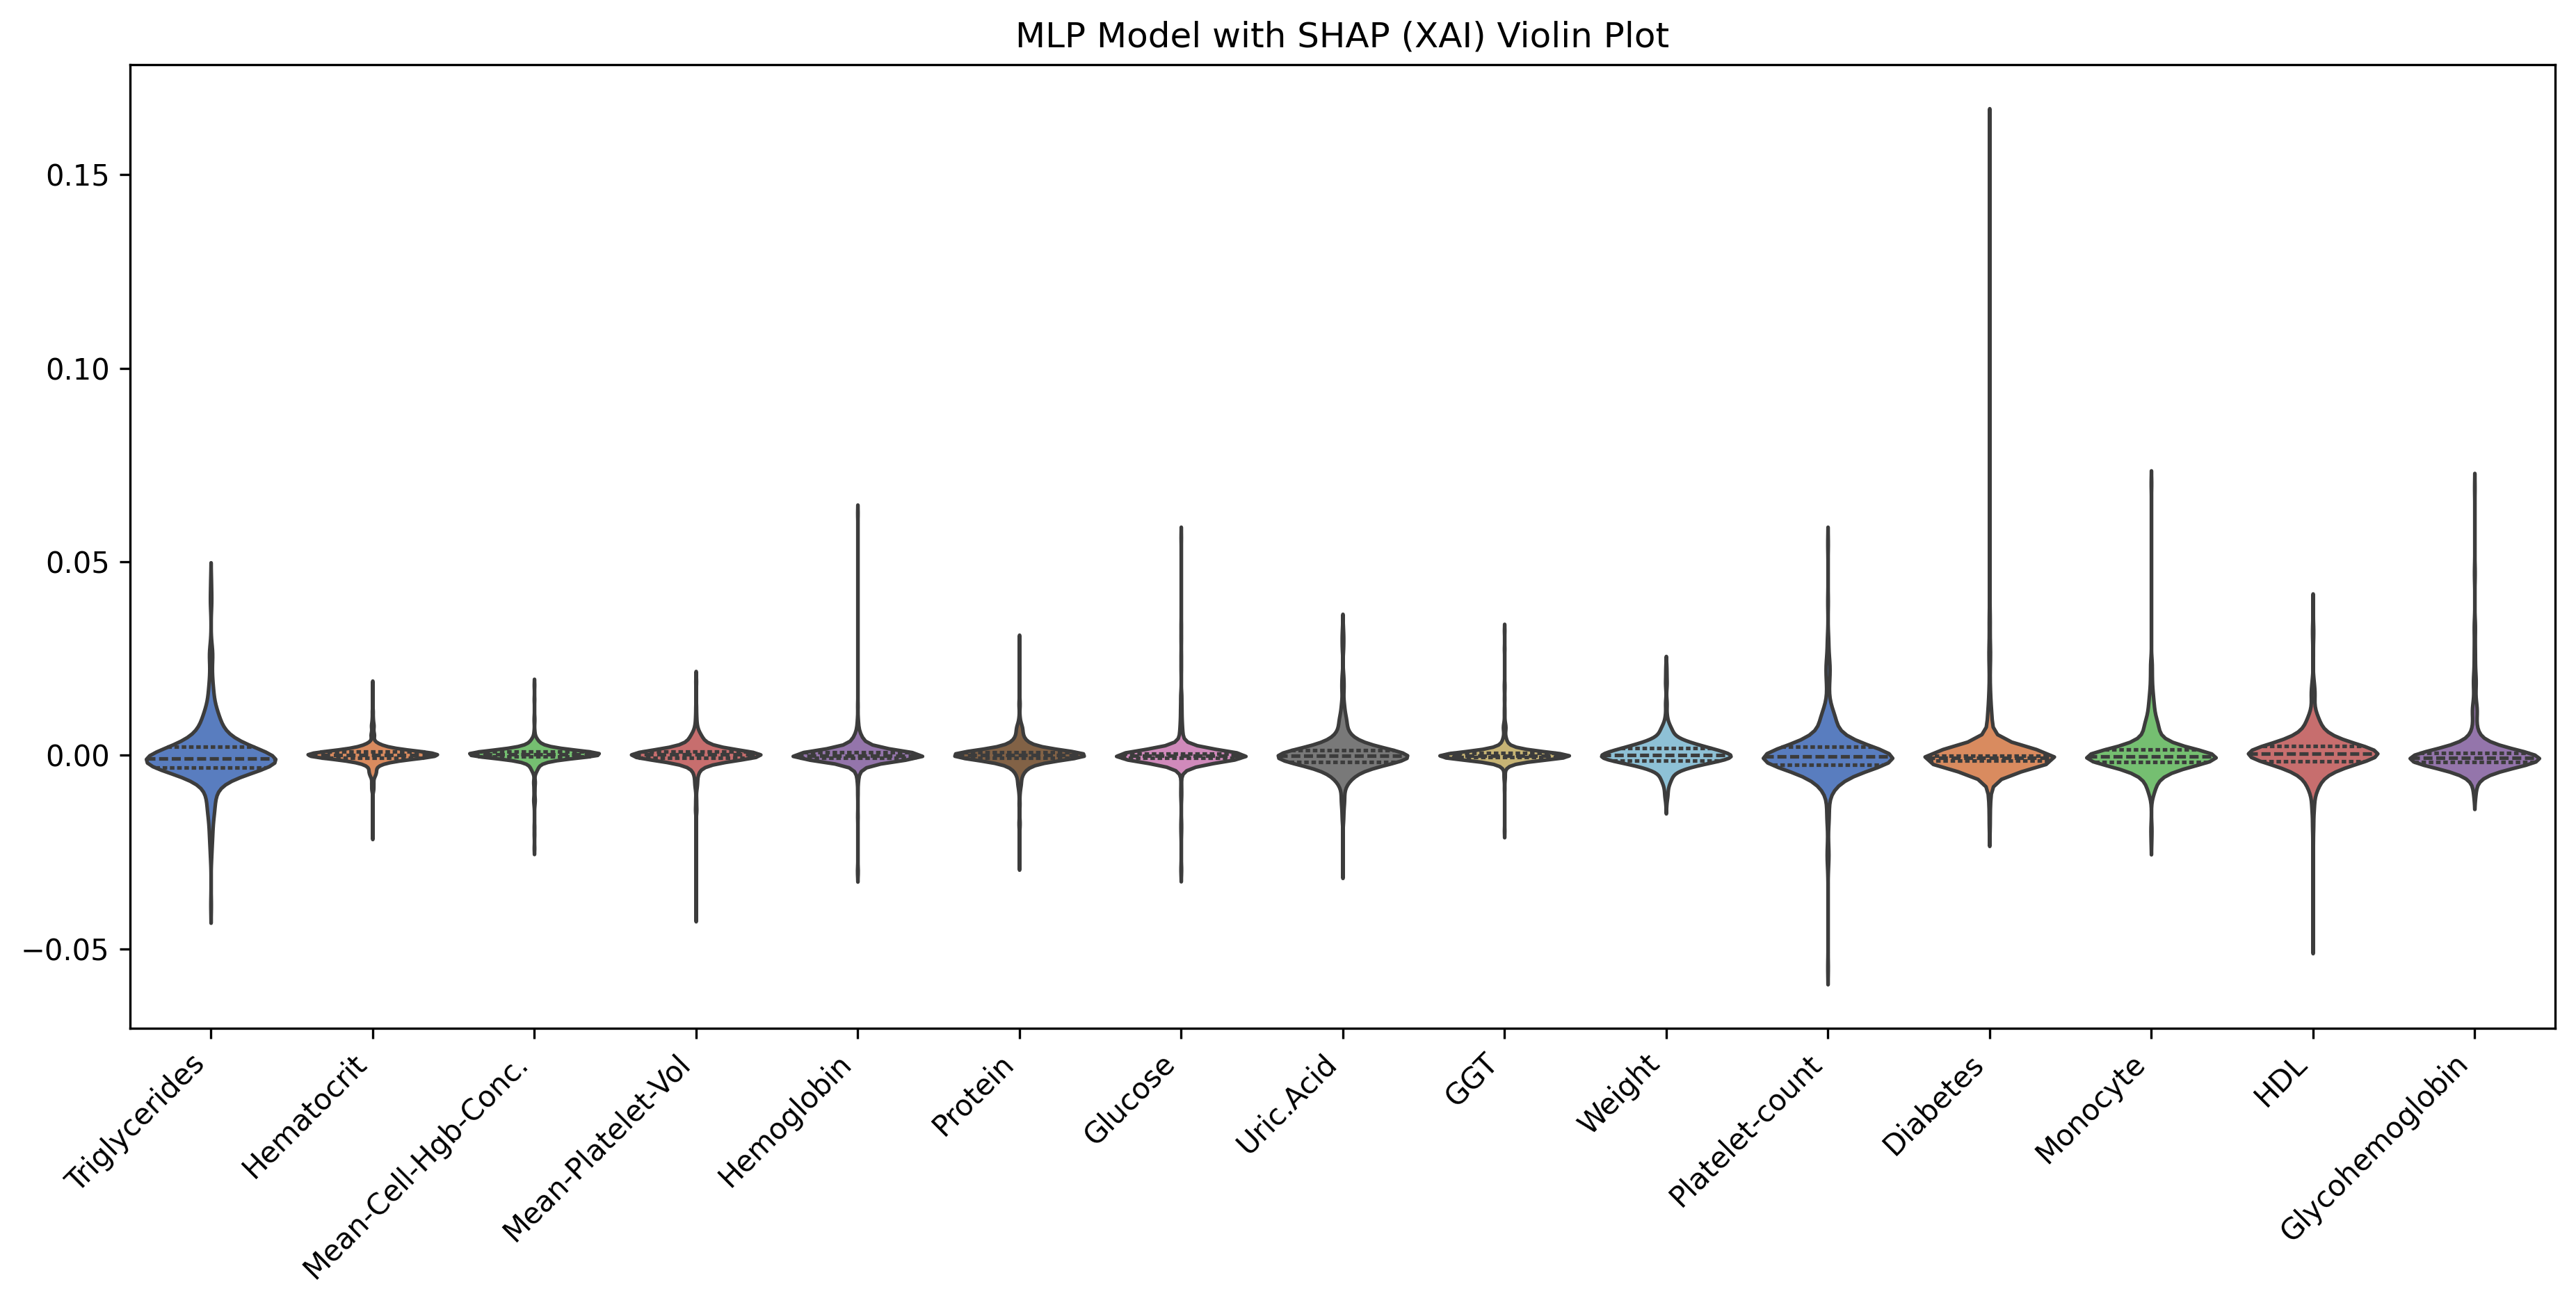 MLP Model with SHAP (XAI) Violin Plot
0.15
0.10
0.05
0.00
−0.05
Triglycerides
Hematocrit
Mean-Cell-Hgb-Conc.
Mean-Platelet-Vol
Hemoglobin
Protein
Glucose
Uric.Acid
GGT
Weight
Platelet-count
Diabetes
Monocyte
HDL
Glycohemoglobin